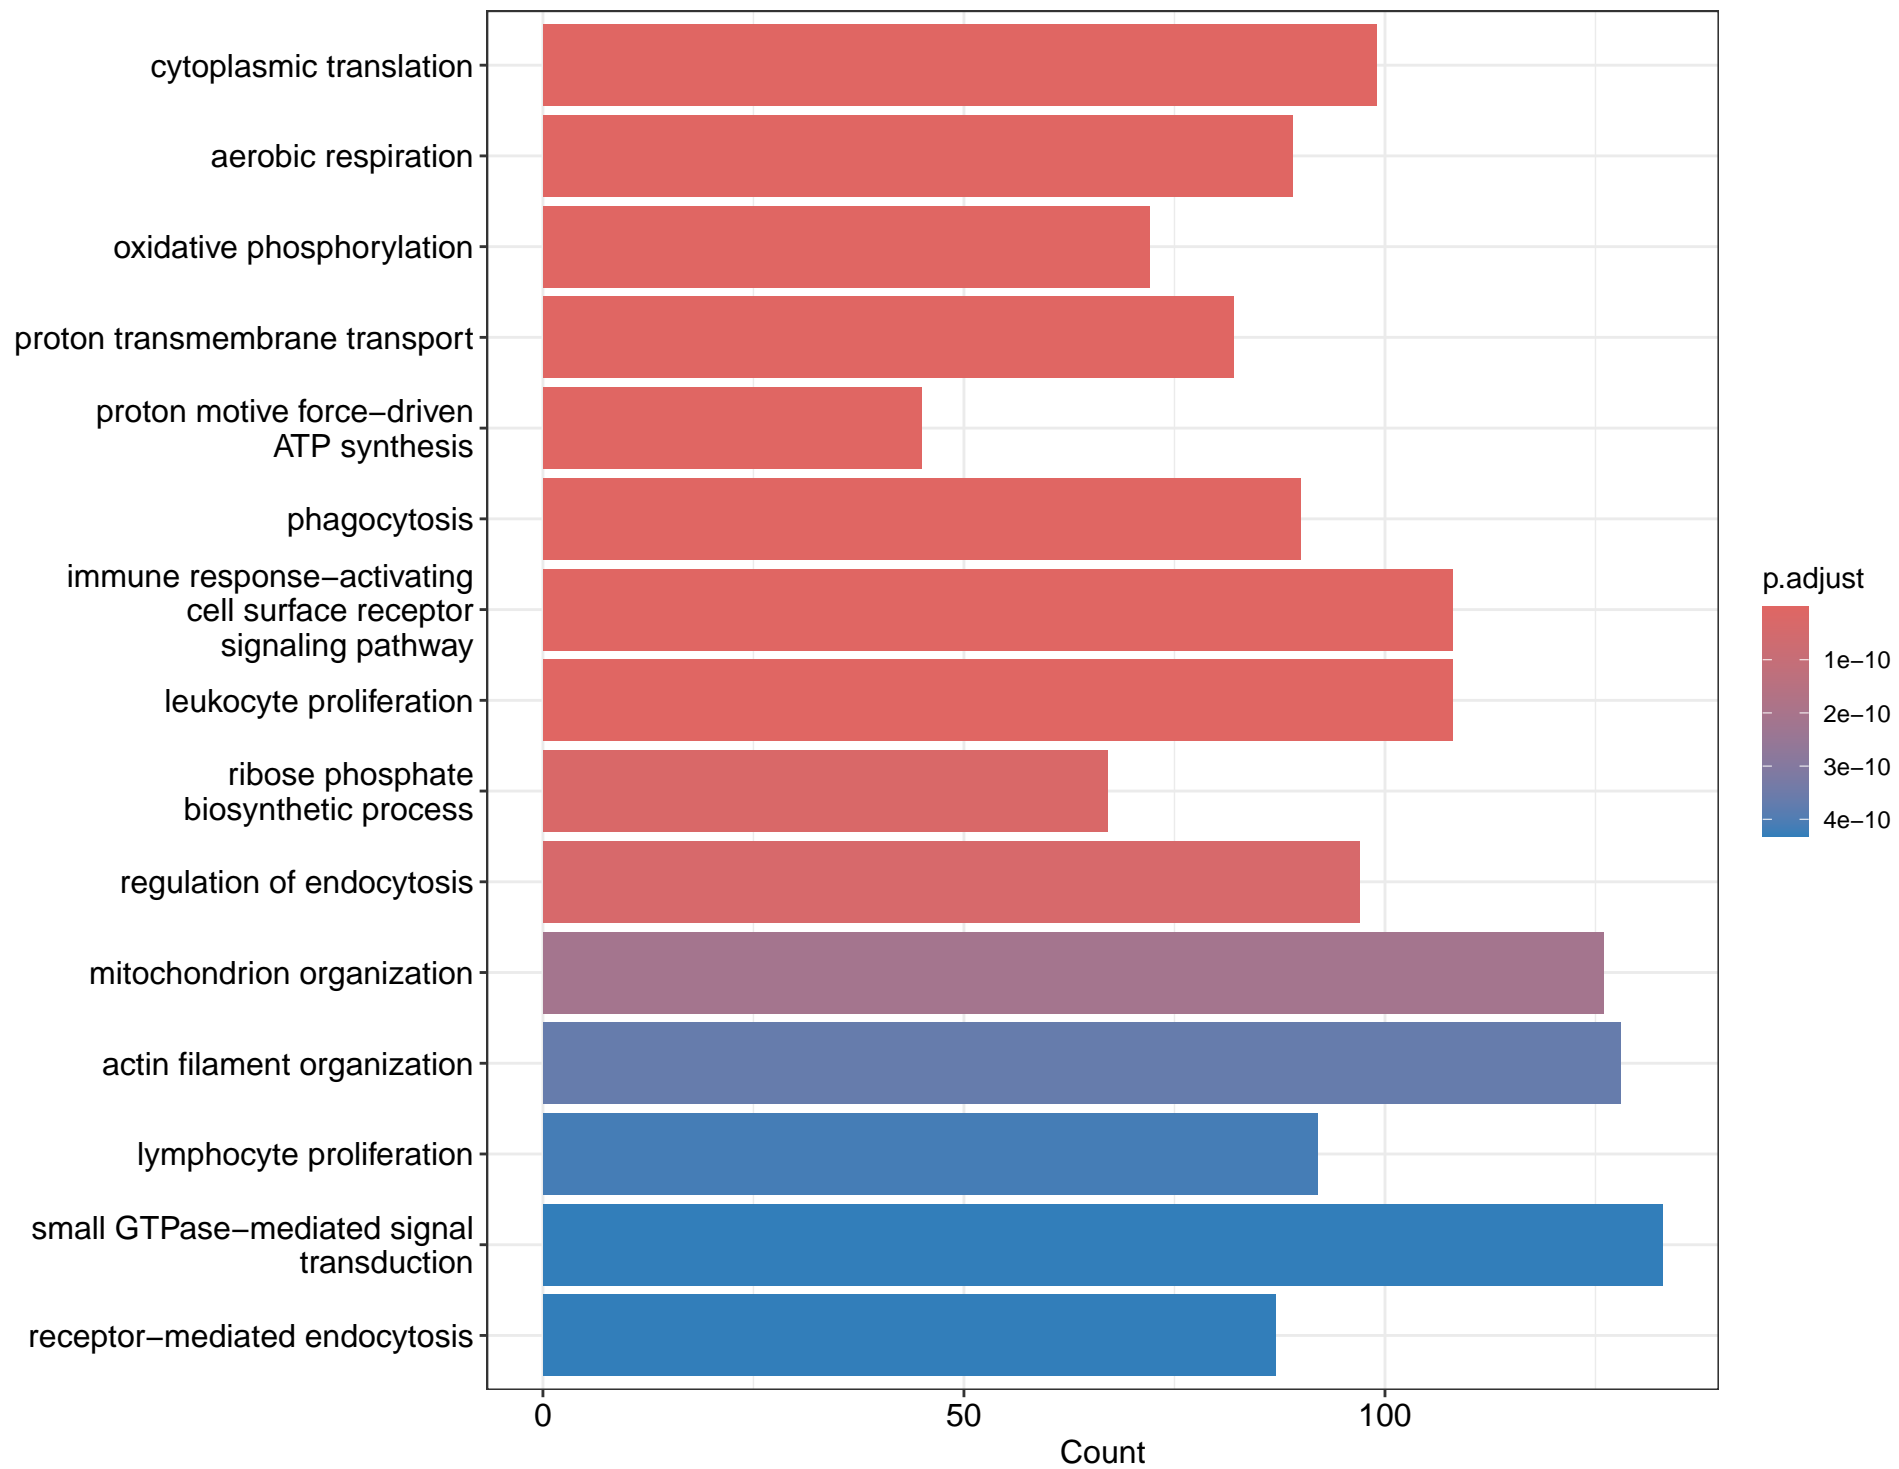 cytoplasmic translation
aerobic respiration
oxidative phosphorylation
proton transmembrane transport
proton motive force−driven
ATP synthesis
phagocytosis
immune response−activating
cell surface receptor
signaling pathway
leukocyte proliferation
ribose phosphate
biosynthetic process
regulation of endocytosis
mitochondrion organization
actin filament organization
lymphocyte proliferation
small GTPase−mediated signal
transduction
receptor−mediated endocytosis
0 50 100
Count
p.adjust
1e−10
2e−10
3e−10
4e−10